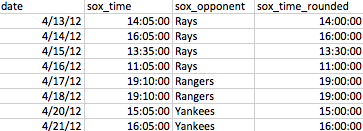 date sox_time sox_opponent sox_time_rounded
4/13/12 14:05:00 Rays 14:00:00
4/14/12 16:05:00 Rays 16:00:00
4/15/12 13:35:00 Rays 13:30:00
4/16/12 11:05:00 Rays 11:00:00
4/17/12 19:10:00 Rangers 19:00:00
4/18/12 19:10:00 Rangers 19:00:00
4/20/12 15:05:00 Yankees 15:00:00
4/21/12 16:05:00 Yankees 16:00:00